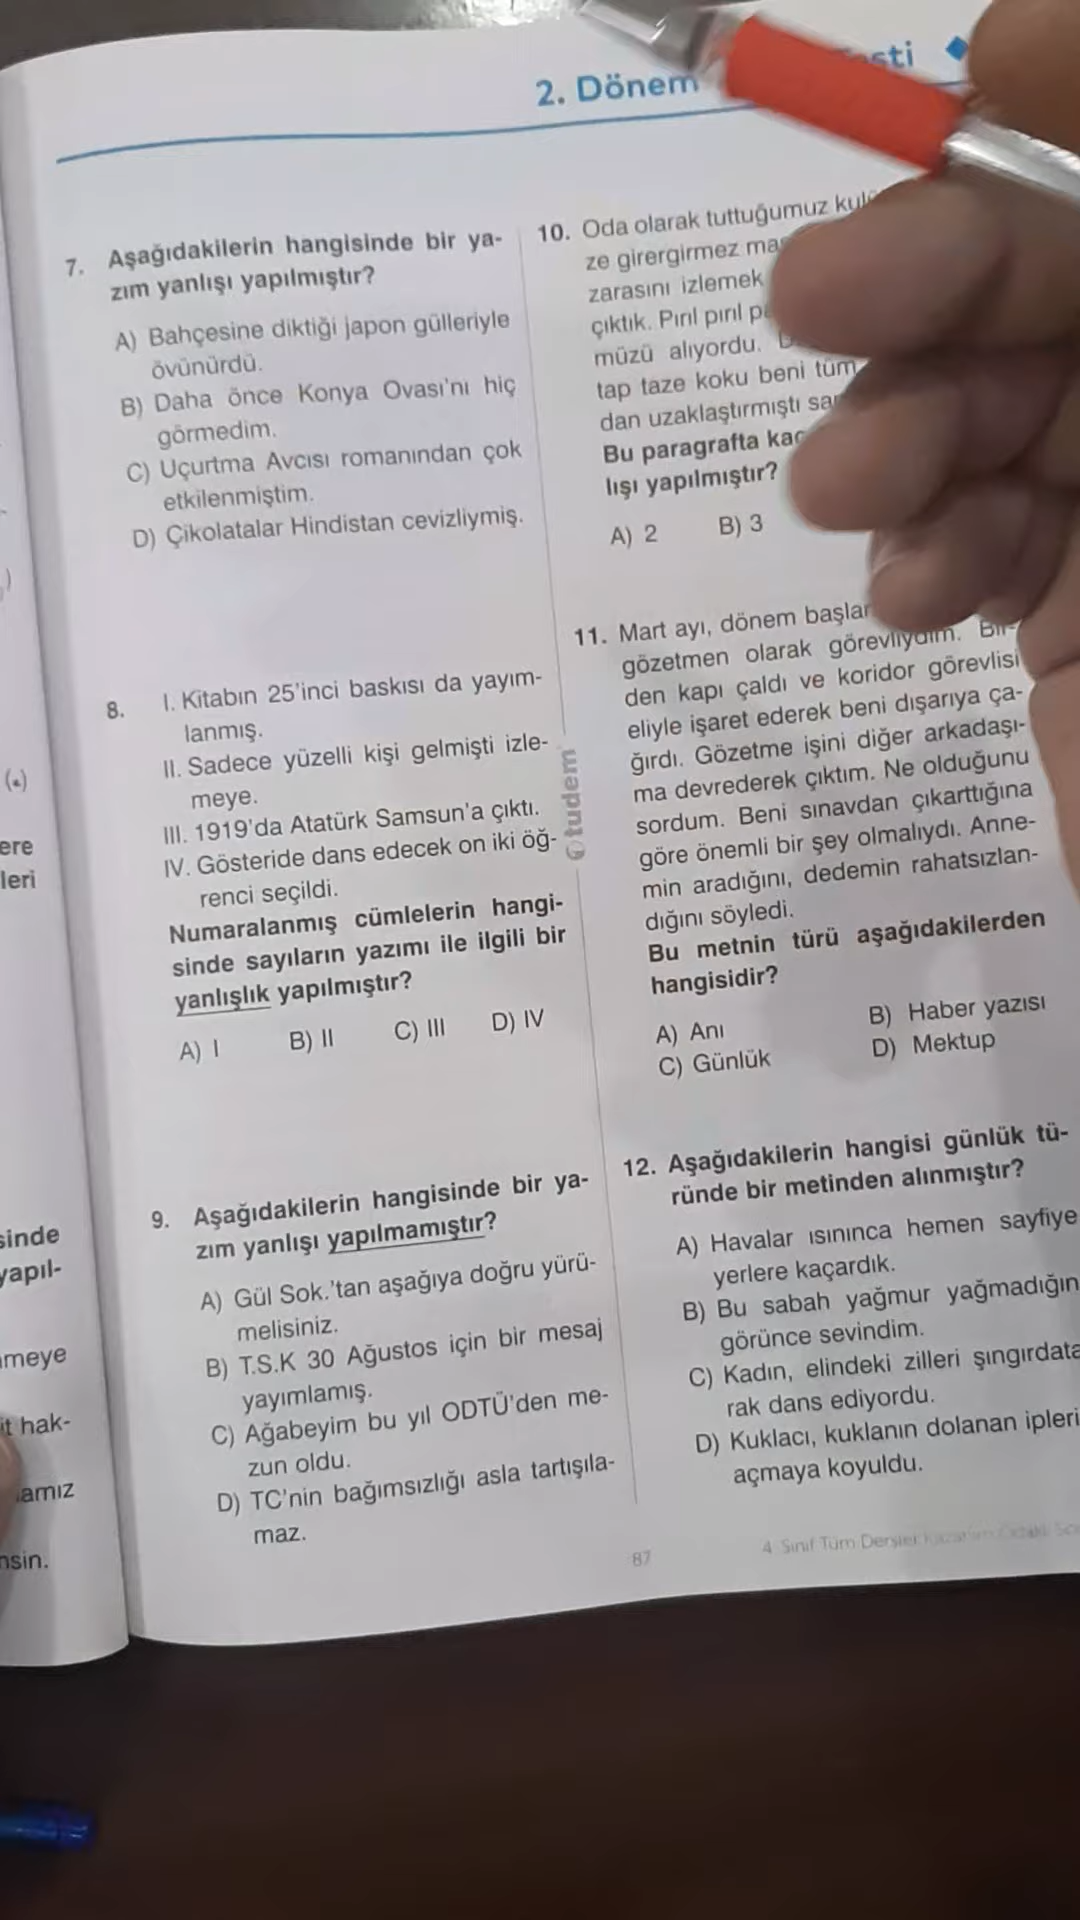 2. Dönem
7. Aşağıdakilerin hangisinde bir ya-
zım yanlışı yapılmıştır?
A) Bahçesine diktiği japon gülleriyle
övünürdü.
B) Daha önce Konya Ovası'nı hiç
görmedim.
C) Uçurtma Avcısı romanından çok
etkilenmiştim.
D) Çikolatalar Hindistan cevizliymiş.
8. I. Kitabın 25'inci baskısı da yayım-
lanmış.
II. Sadece yüzelli kişi gelmişti izle-
meye.
III. 1919'da Atatürk Samsun'a çıktı.
IV. Gösteride dans edecek on iki öğ-
renci seçildi.
Numaralanmış cümlelerin hangi-
sinde sayıların yazımı ile ilgili bir
yanlışlık yapılmıştır?
A) I B) II C) III D) IV
9. Aşağıdakilerin hangisinde bir ya-
zım yanlışı yapılmamıştır?
A) Gül Sok.'tan aşağıya doğru yürü-
melisiniz.
B) T.S.K 30 Ağustos için bir mesaj
yayımlamış.
C) Ağabeyim bu yıl ODTÜ'den me-
zun oldu.
D) TC'nin bağımsızlığı asla tartışıla-
maz.
tudem
10. Oda olarak tuttuğumuz
ze girergirmez
zarasını izlemek
çıktık. Pırıl pırıl
müzü alıyordu.
tap taze koku beni tüm
dan uzaklaştırmıştı
Bu paragrafta
lışı yapılmıştır?
A) 2 B) 3
11. Mart ayı, dönem
gözetmen olarak görevliydim. Bir-
den kapı çaldı ve koridor görevlisi
eliyle işaret ederek beni dışarıya ça-
ğırdı. Gözetme işini diğer arkadaşı-
ma devrederek çıktım. Ne olduğunu
sordum. Beni sınavdan çıkarttığına
göre önemli bir şey olmalıydı. Anne-
min aradığını, dedemin rahatsızlan-
dığını söyledi.
Bu metnin türü aşağıdakilerden
hangisidir?
A) Anı B) Haber yazısı
C) Günlük D) Mektup
12. Aşağıdakilerin hangisi günlük tü-
ründe bir metinden alınmıştır?
A) Havalar ısınınca hemen sayfiye
yerlere kaçardık.
B) Bu sabah yağmur yağmadığın
görünce sevindim.
C) Kadın, elindeki zilleri şıngırdata
rak dans ediyordu.
D) Kuklacı, kuklanın dolanan ipleri
açmaya koyuldu.
87
4. Sınıf Tüm Dersler
ere
leri
sinde
yapıl-
meye
it hak-
amız
nsin.